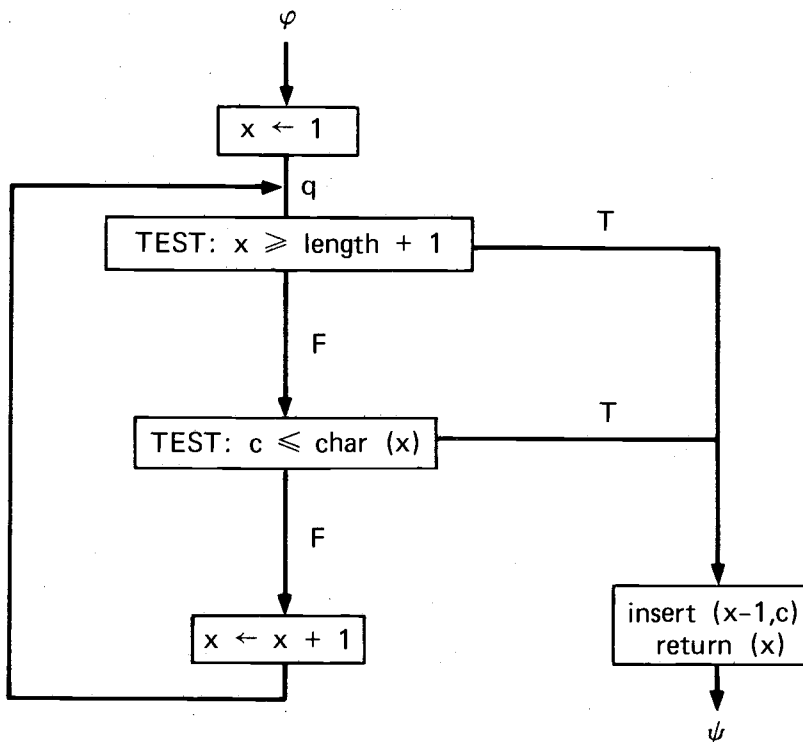 φ
x ← 1
q
TEST: x ⩾ length + 1
T
F
TEST: c ⩽ char (x)
T
F
x ← x + 1
insert (x-1,c)
return (x)
ψ